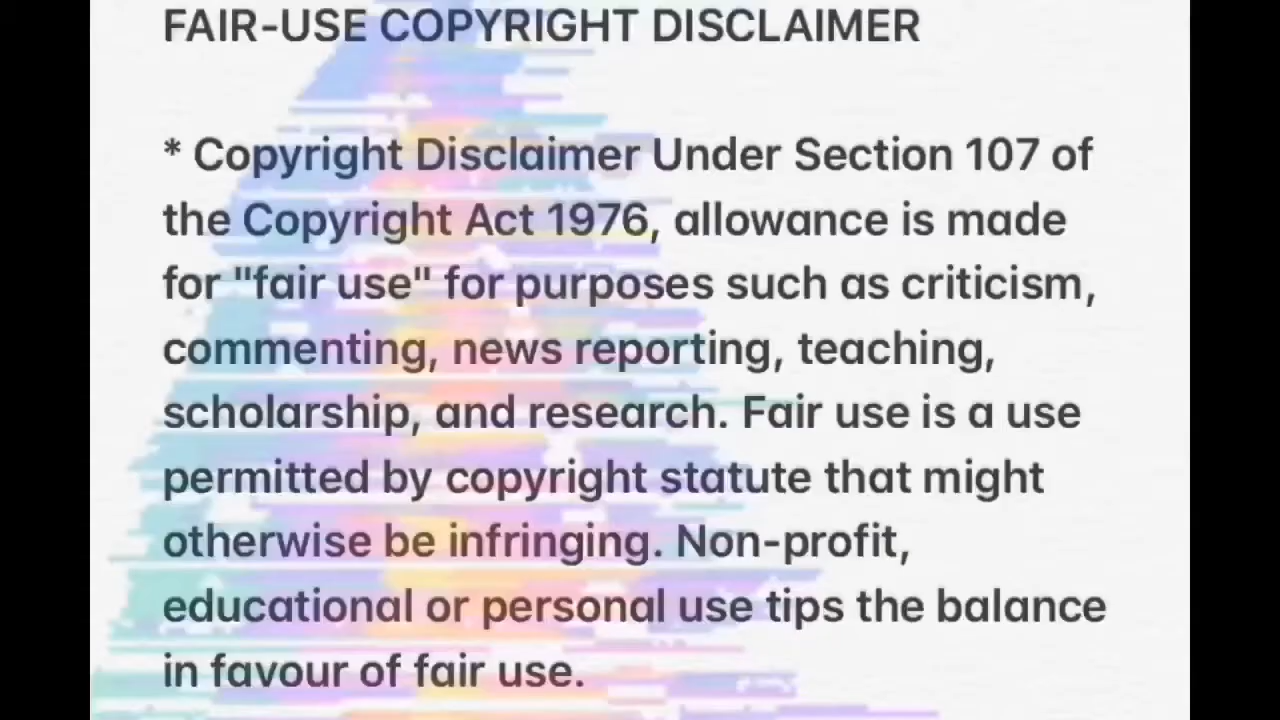 FAIR-USE COPYRIGHT DISCLAIMER
* Copyright Disclaimer Under Section 107 of
the Copyright Act 1976, allowance is made
for "fair use" for purposes such as criticism,
commenting, news reporting, teaching,
scholarship, and research. Fair use is a use
permitted by copyright statute that might
otherwise be infringing. Non-profit,
educational or personal use tips the balance
in favour of fair use.